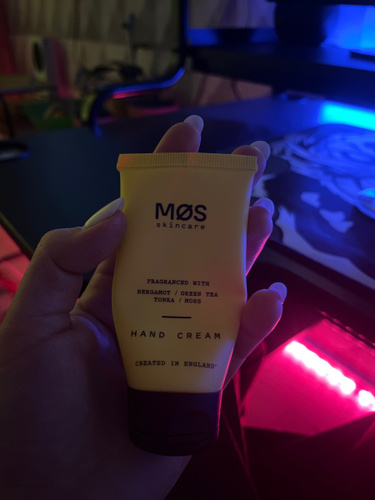 MØS
skincare
FRAGRANCED WITH
BERGAMOT / GREEN TEA
TONKA / MOSS
HAND CREAM
CREATED IN ENGLAND